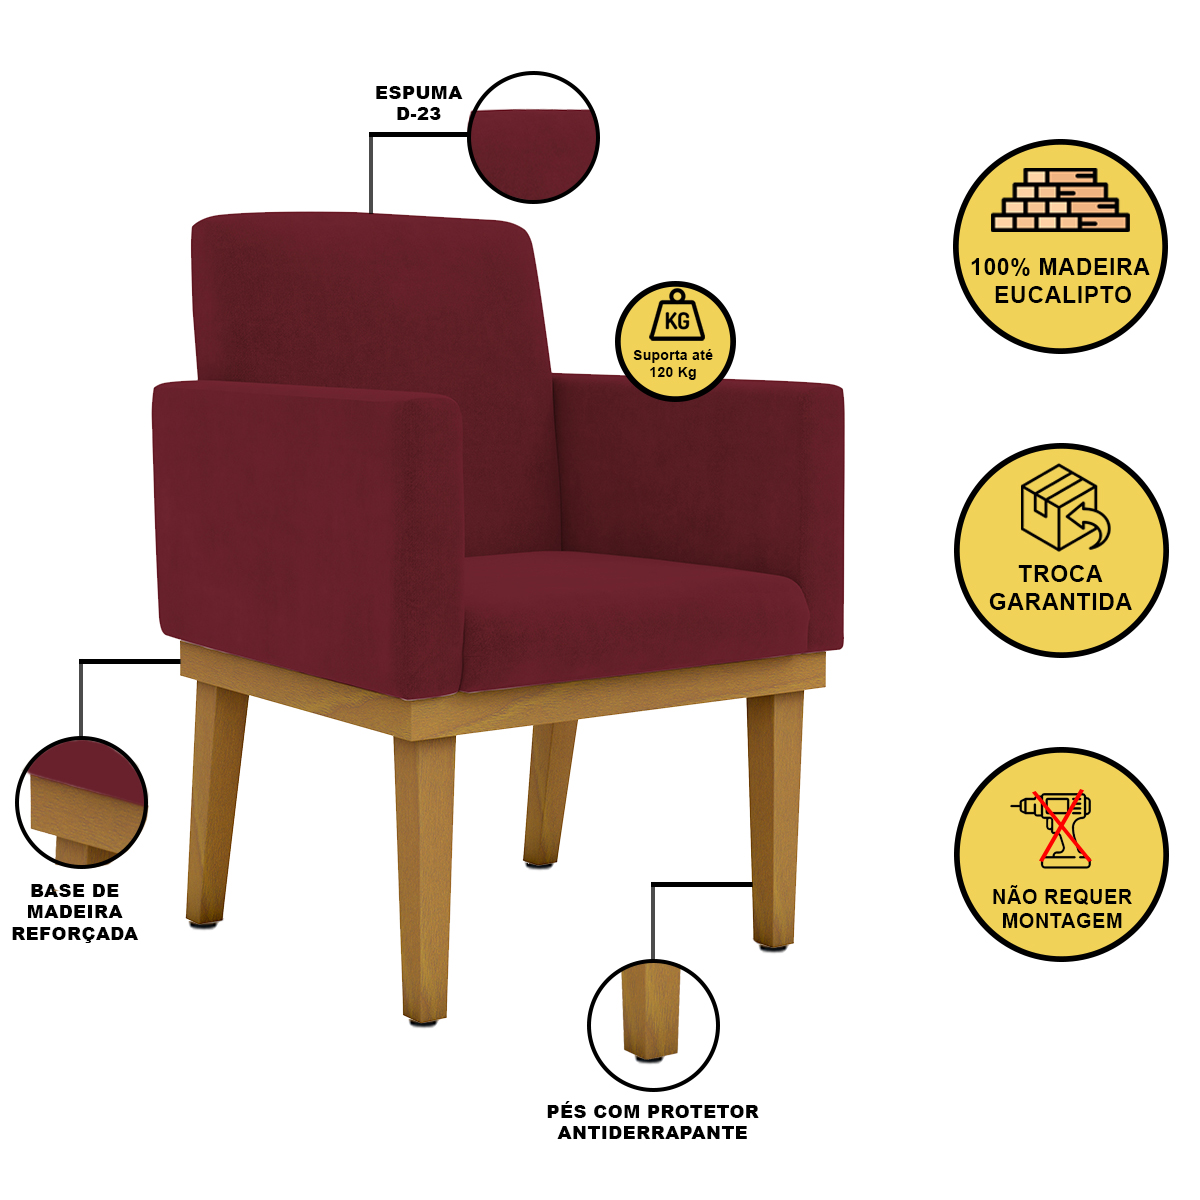 ESPUMA
D-23
KG
Suporta até
120 Kg
100% MADEIRA
EUCALIPTO
TROCA
GARANTIDA
NÃO REQUER
MONTAGEM
BASE DE
MADEIRA
REFORÇADA
PÉS COM PROTETOR
ANTIDERRAPANTE